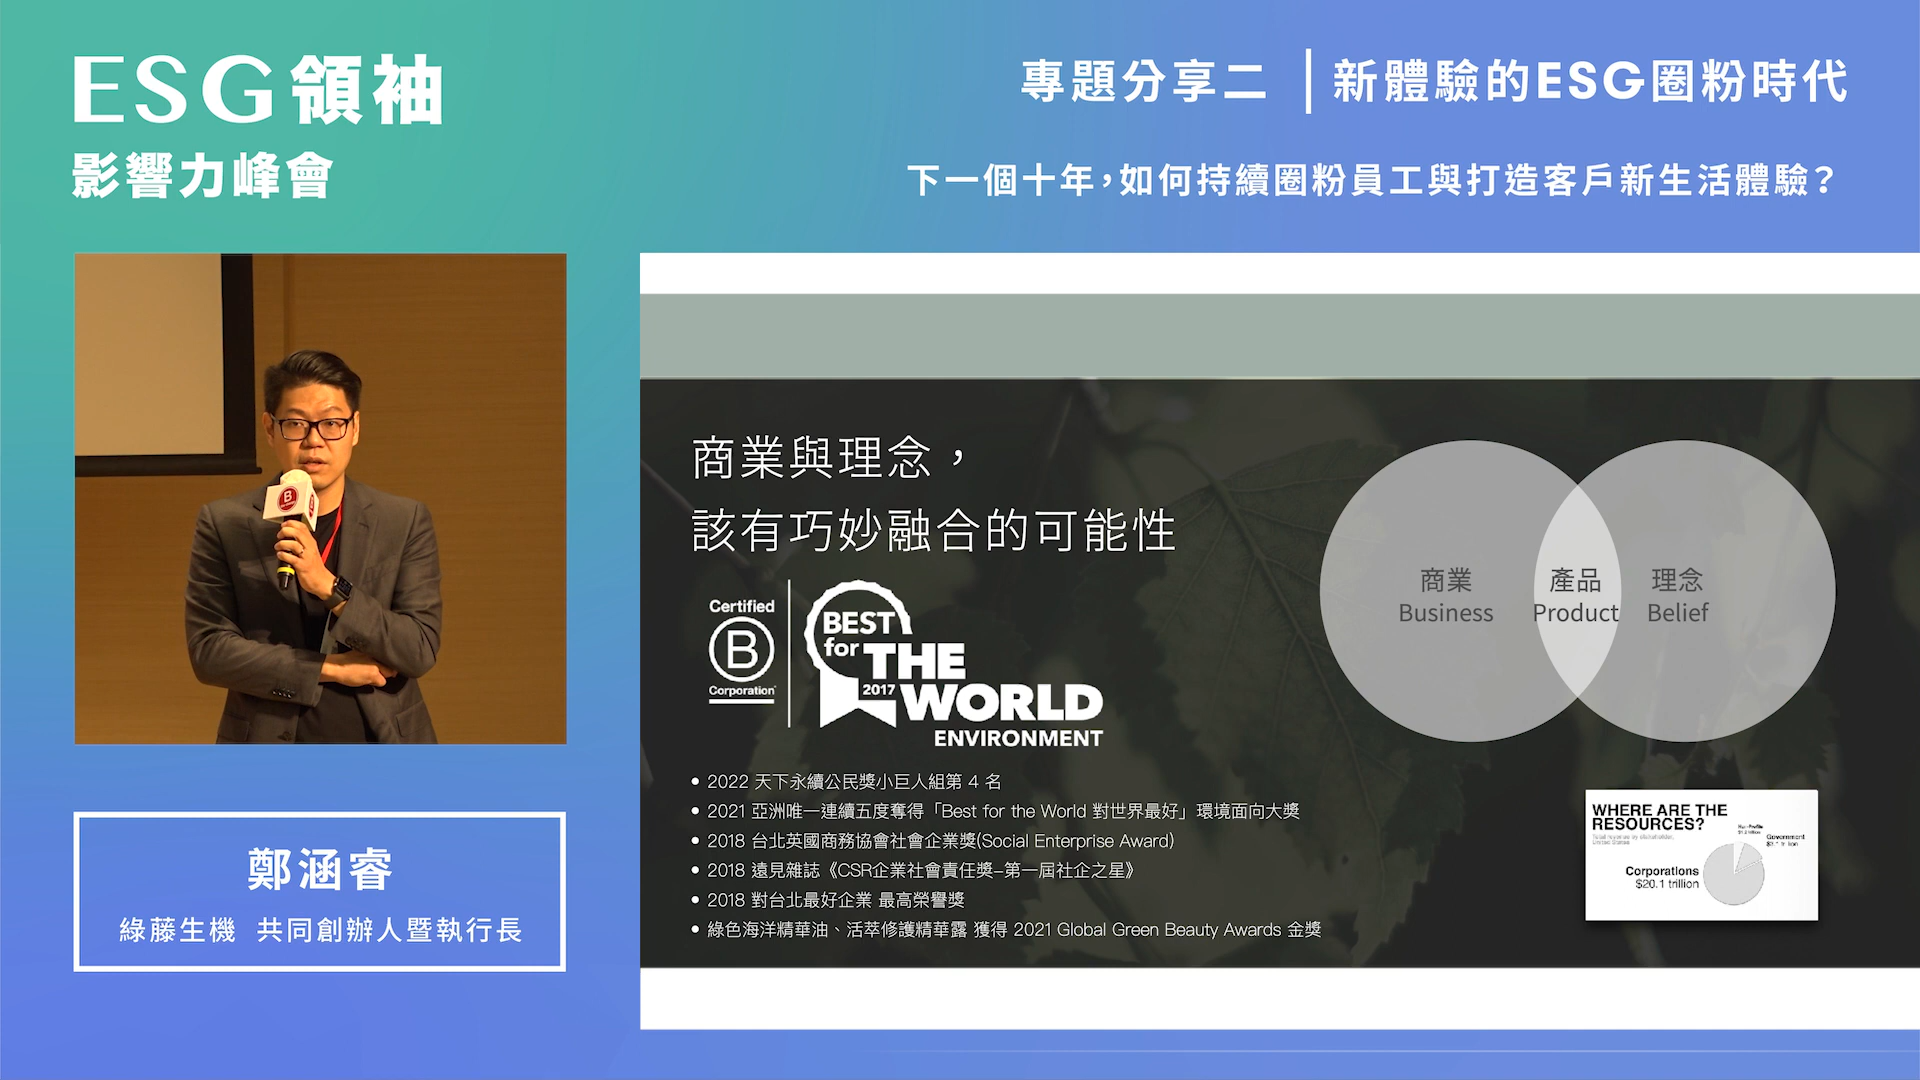 ESG領袖
影響力峰會
專題分享二 | 新體驗的ESG圈粉時代
下一個十年，如何持續圈粉員工與打造客戶新生活體驗？
B
鄭涵睿
綠藤生機 共同創辦人暨執行長
商業與理念，
該有巧妙融合的可能性
Certified
B
Corporation
BEST
for THE
2017 WORLD
ENVIRONMENT
• 2022 天下永續公民獎小巨人組第 4 名
• 2021 亞洲唯一連續五度奪得「Best for the World 對世界最好」環境面向大獎
• 2018 台北英國商務協會社會企業獎(Social Enterprise Award)
• 2018 遠見雜誌《CSR企業社會責任獎–第一屆社企之星》
• 2018 對台北最好企業 最高榮譽獎
• 綠色海洋精華油、活萃修護精華露 獲得 2021 Global Green Beauty Awards 金獎
商業
Business
產品
Product
理念
Belief
WHERE ARE THE
RESOURCES?
Total revenue by stakeholder,
United States
Non-Profits
Government
Corporations
$20.1 trillion